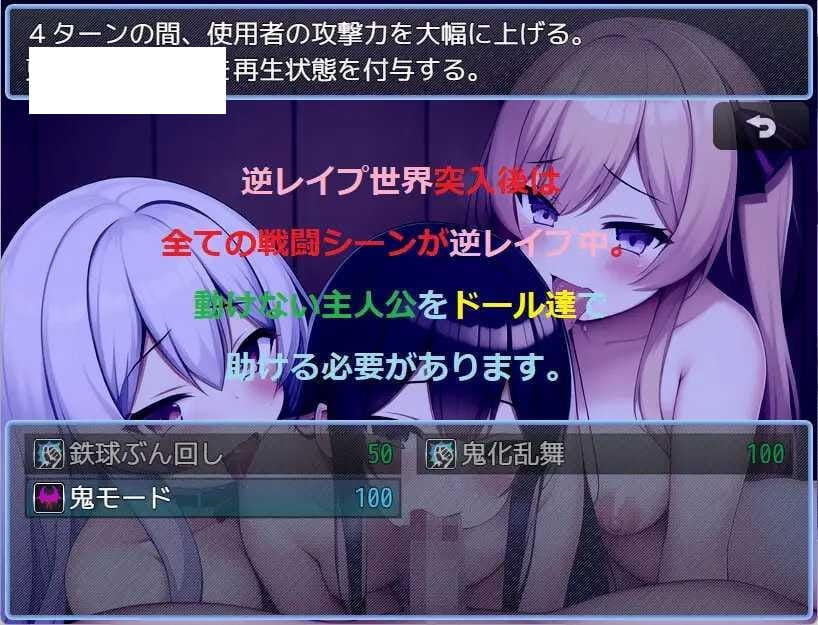 4ターンの間、使用者の攻撃力を大幅に上げる。
再生状態を付与する。
逆レイプ世界突入後は
全ての戦闘シーンが逆レイプ中。
動けない主人公をドール達で
助ける必要があります。
鉄球ぶん回し 50 鬼化乱舞 100
鬼モード 100